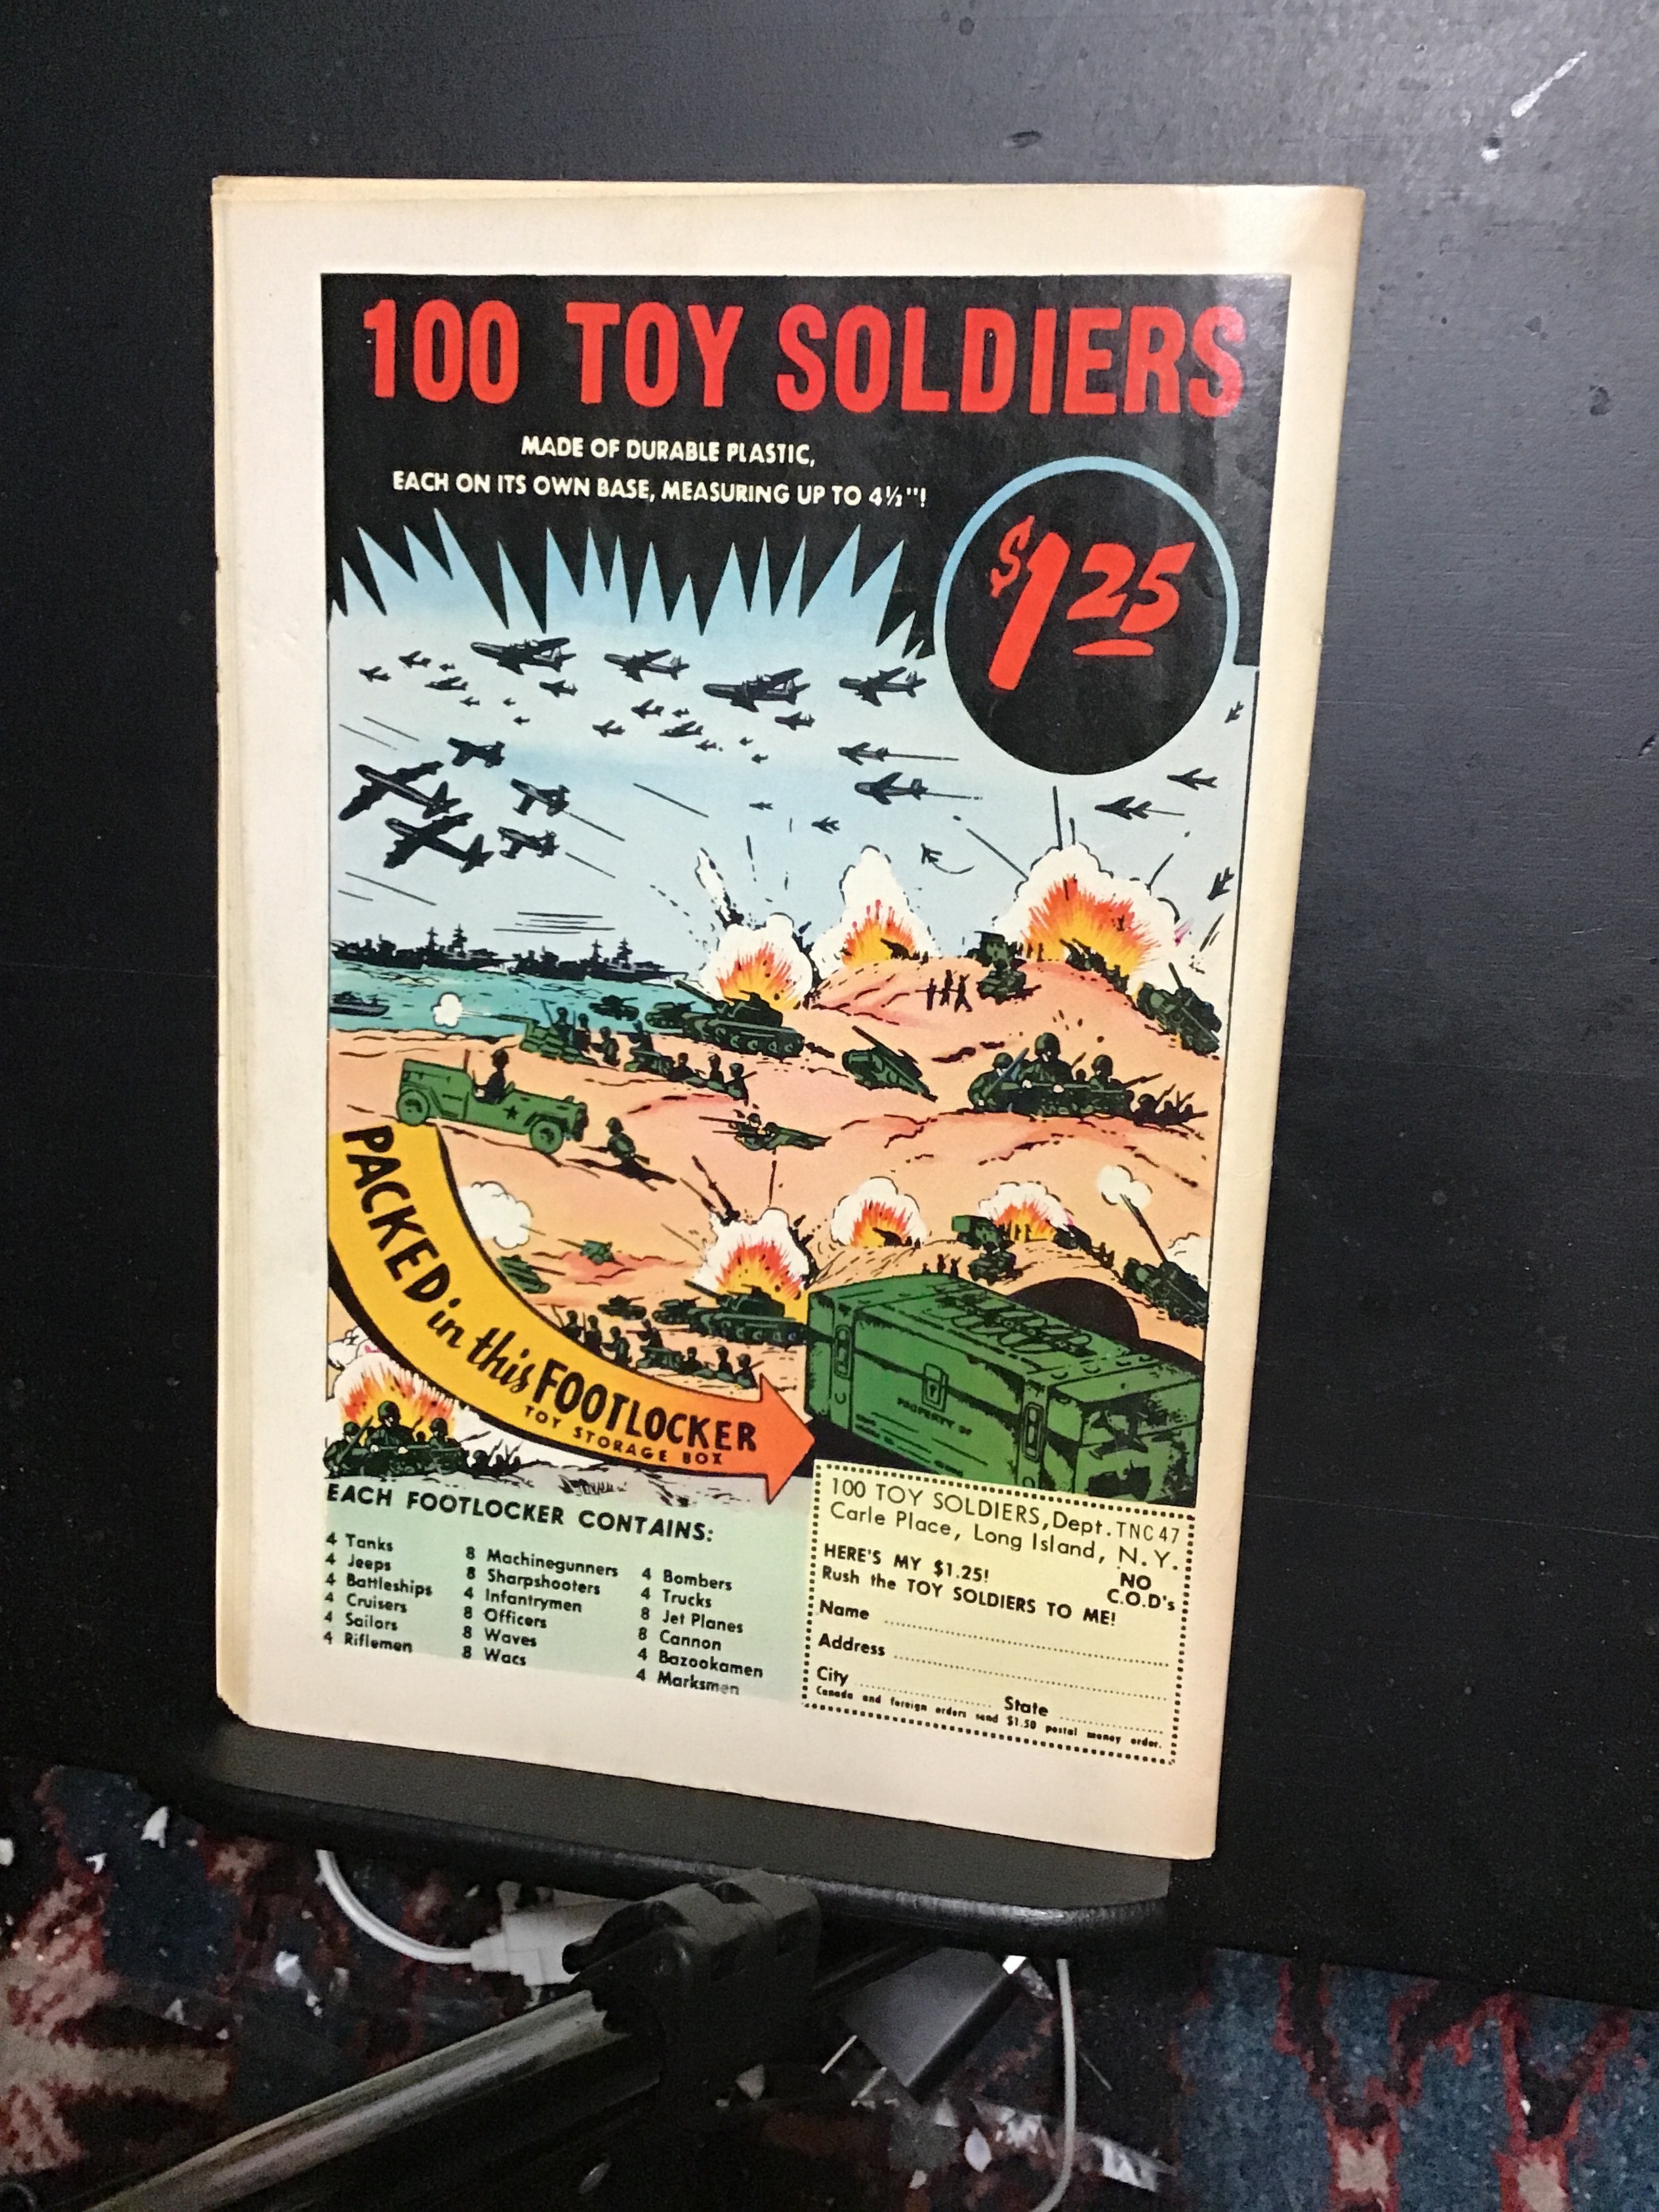 100 TOY SOLDIERS
MADE OF DURABLE PLASTIC,
EACH ON ITS OWN BASE, MEASURING UP TO 4½"!
$1 25
PACKED in this FOOTLOCKER
TOY STORAGE BOX
PROPERTY OF
EACH FOOTLOCKER CONTAINS:
4 Tanks
4 Jeeps
4 Battleships
4 Cruisers
4 Sailors
4 Riflemen
8 Machinegunners
8 Sharpshooters
4 Infantrymen
8 Officers
8 Waves
8 Wacs
4 Bombers
4 Trucks
8 Jet Planes
8 Cannon
4 Bazookamen
4 Marksmen
100 TOY SOLDIERS, Dept. TNC47
Carle Place, Long Island, N.Y.
HERE'S MY $1.25!
Rush the TOY SOLDIERS TO ME!
NO
C.O.D's
Name
Address
City State
Canada and foreign orders send $1.50 postal money order.